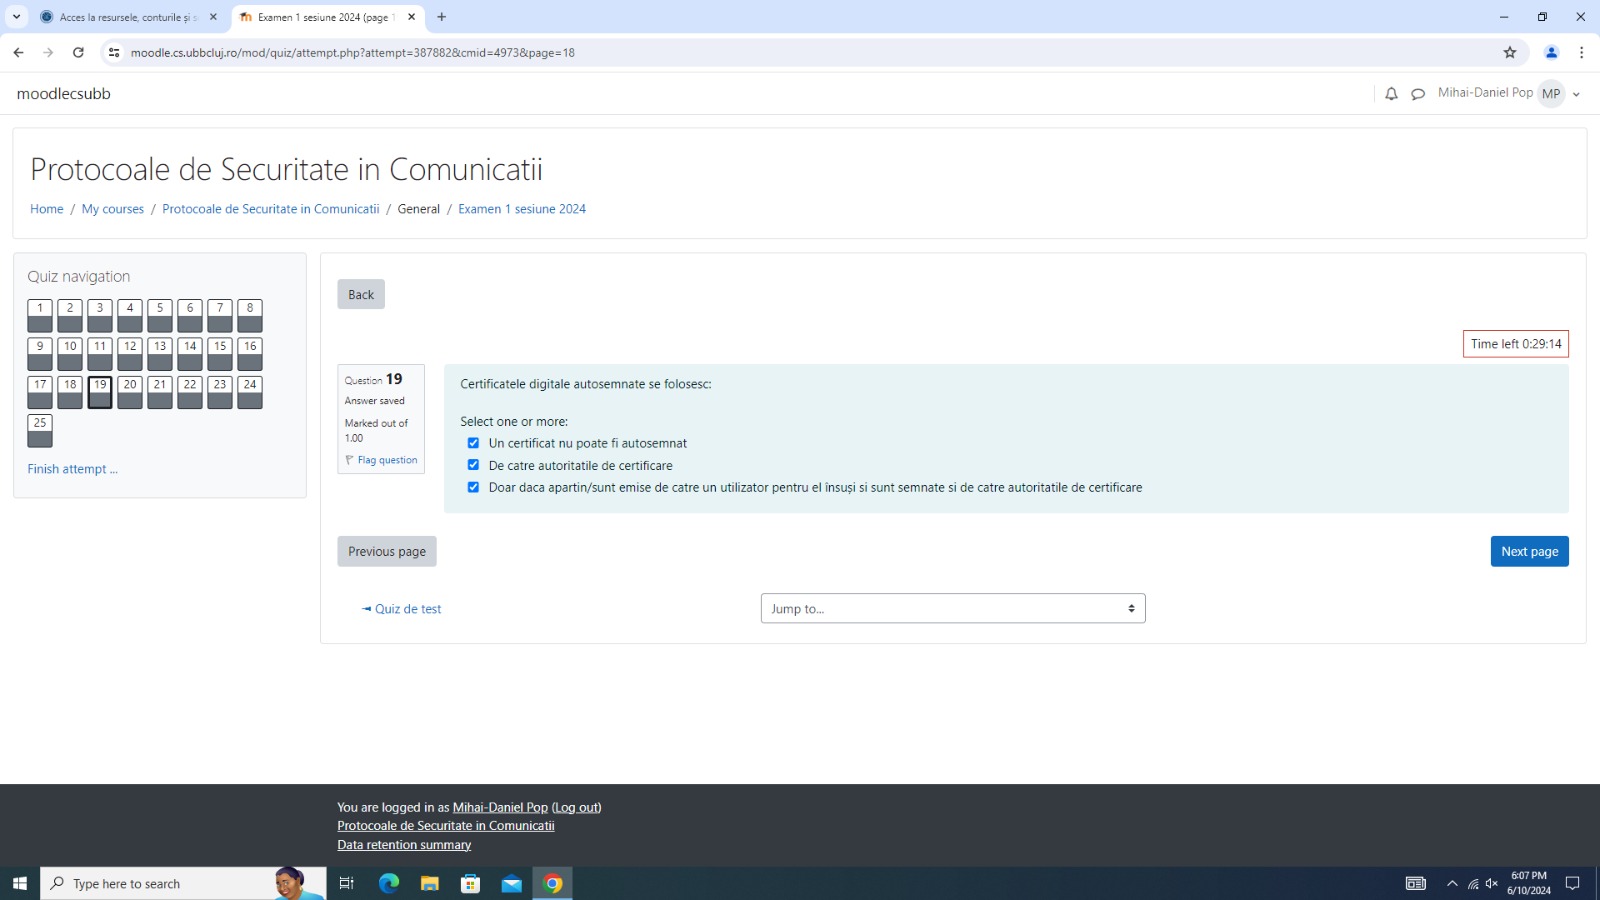 Acces la resursele, conturile și s
Examen 1 sesiune 2024 (page 1
moodle.cs.ubbcluj.ro/mod/quiz/attempt.php?attempt=387882&cmid=4973&page=18
moodlecsubb
Mihai-Daniel Pop MP
Protocoale de Securitate in Comunicatii
Home / My courses / Protocoale de Securitate in Comunicatii / General / Examen 1 sesiune 2024
Quiz navigation
1 2 3 4 5 6 7 8
9 10 11 12 13 14 15 16
17 18 19 20 21 22 23 24
25
Finish attempt ...
Back
Time left 0:29:14
Question 19
Answer saved
Marked out of
1.00
Flag question
Certificatele digitale autosemnate se folosesc:
Select one or more:
Un certificat nu poate fi autosemnat
De catre autoritatile de certificare
Doar daca apartin/sunt emise de catre un utilizator pentru el însuși si sunt semnate si de catre autoritatile de certificare
Previous page
Next page
◄ Quiz de test
Jump to...
You are logged in as Mihai-Daniel Pop (Log out)
Protocoale de Securitate in Comunicatii
Data retention summary
Type here to search
6:07 PM
6/10/2024